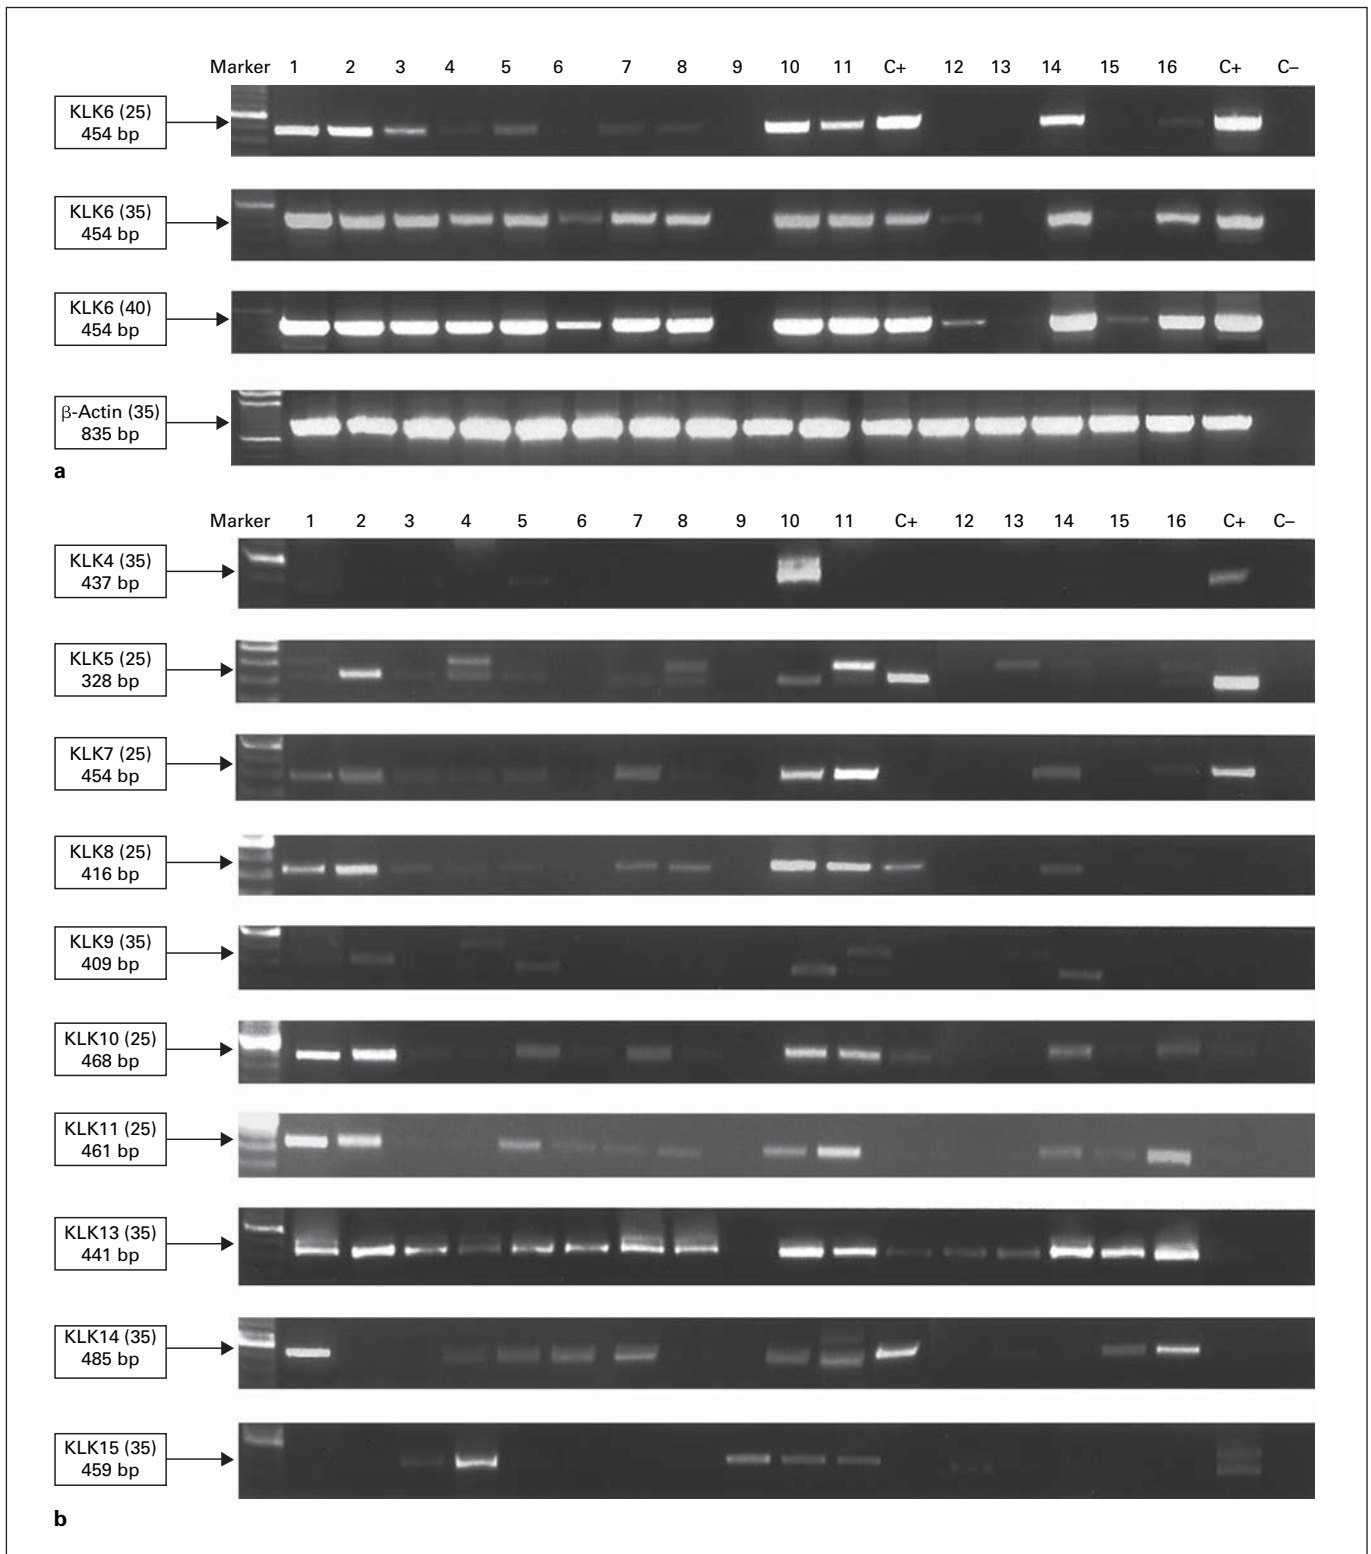 Marker 1 2 3 4 5 6 7 8 9 10 11 C+ 12 13 14 15 16 C+ C–
KLK6 (25)
454 bp
KLK6 (35)
454 bp
KLK6 (40)
454 bp
β-Actin (35)
835 bp
a
Marker 1 2 3 4 5 6 7 8 9 10 11 C+ 12 13 14 15 16 C+ C–
KLK4 (35)
437 bp
KLK5 (25)
328 bp
KLK7 (25)
454 bp
KLK8 (25)
416 bp
KLK9 (35)
409 bp
KLK10 (25)
468 bp
KLK11 (25)
461 bp
KLK13 (35)
441 bp
KLK14 (35)
485 bp
KLK15 (35)
459 bp
b